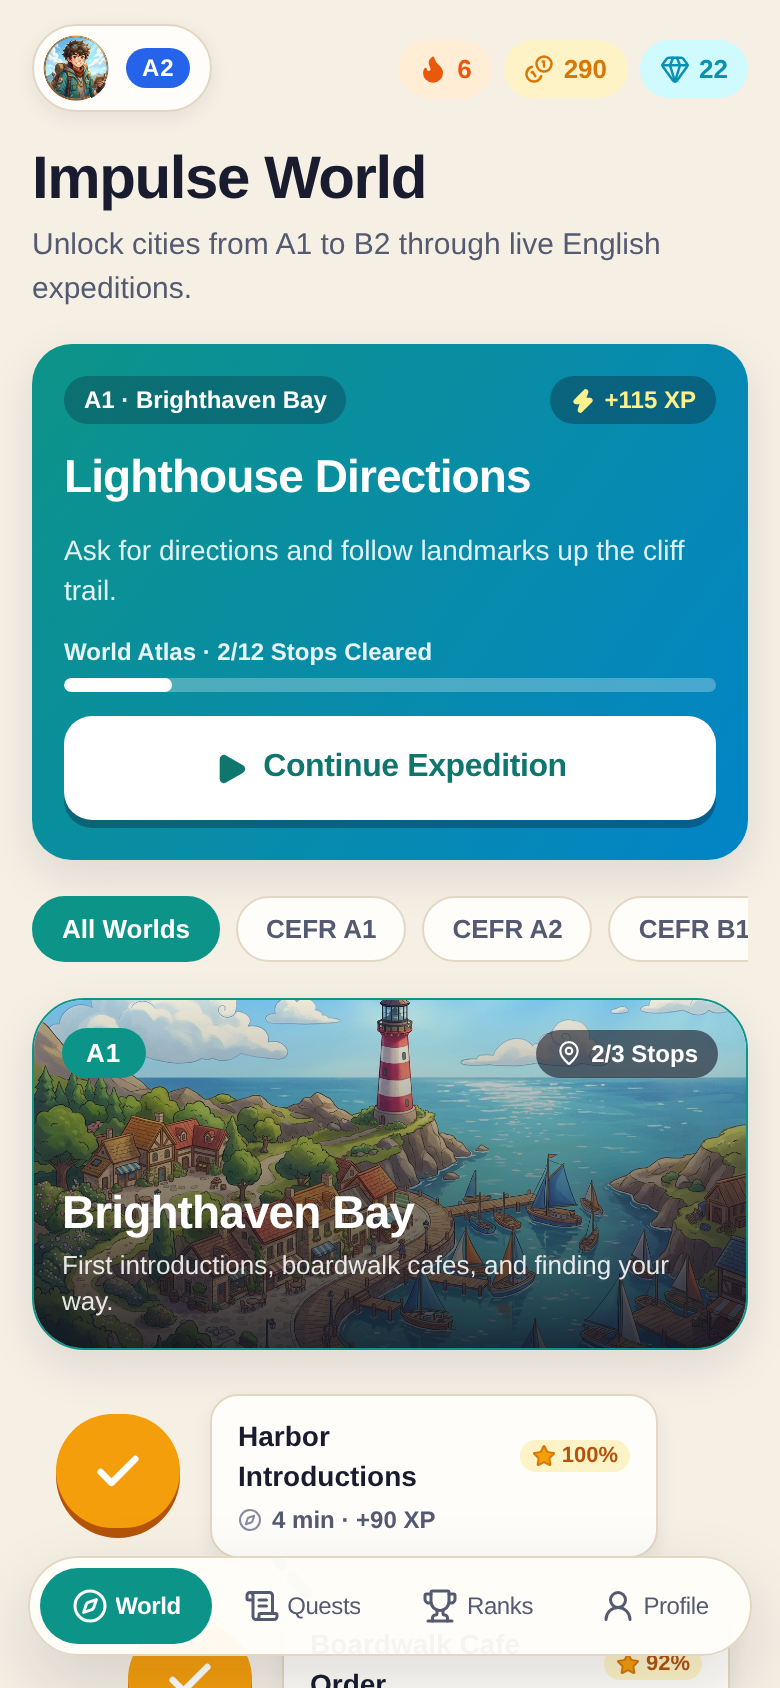 A2
6
290
22
Impulse World
Unlock cities from A1 to B2 through live English
expeditions.
A1 · Brighthaven Bay
+115 XP
Lighthouse Directions
Ask for directions and follow landmarks up the cliff
trail.
World Atlas · 2/12 Stops Cleared
Continue Expedition
All Worlds
CEFR A1
CEFR A2
CEFR B1
A1
2/3 Stops
Brighthaven Bay
First introductions, boardwalk cafes, and finding your
way.
Harbor
Introductions
100%
4 min · +90 XP
World
Quests
Ranks
Profile
Boardwalk Cafe
Order
92%